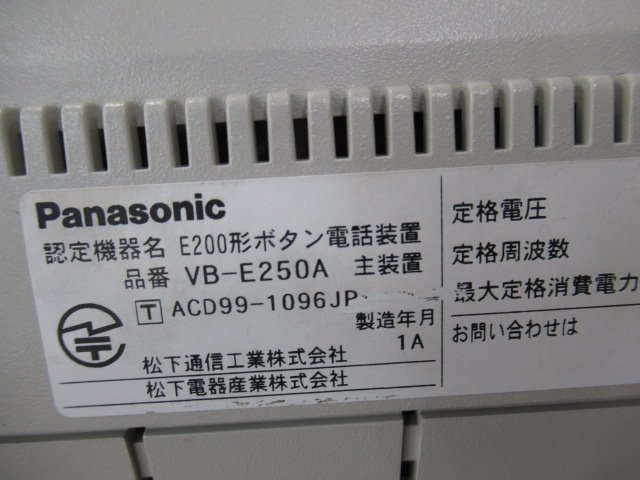 Panasonic
認定機器名 E200形ボタン電話装置
品番 VB-E250A 主装置
T ACD99-1096JP
製造年月
1A
松下通信工業株式会社
松下電器産業株式会社
定格電圧
定格周波数
最大定格消費電力
お問い合わせは